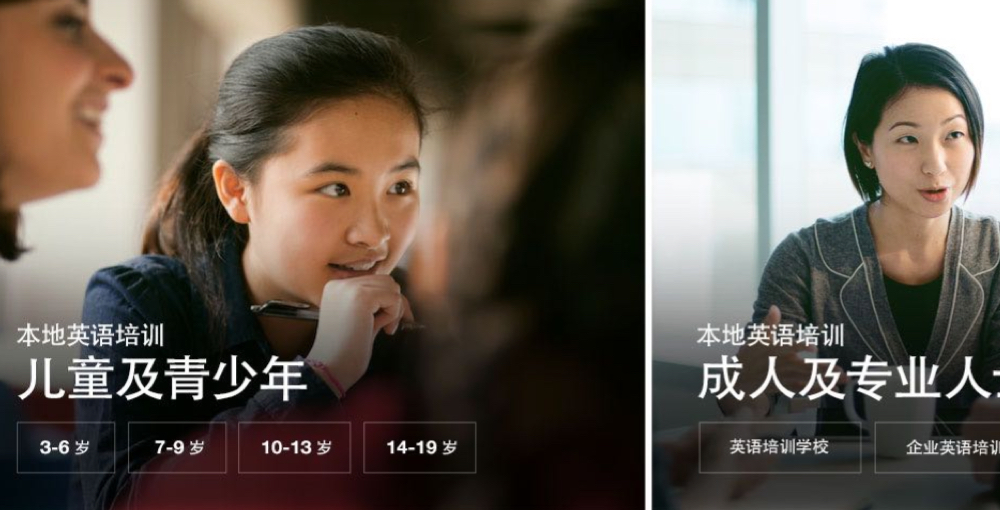 本地英语培训
儿童及青少年
3-6 岁
7-9 岁
10-13 岁
14-19 岁
本地英语培训
成人及专业人
英语培训学校
企业英语培训